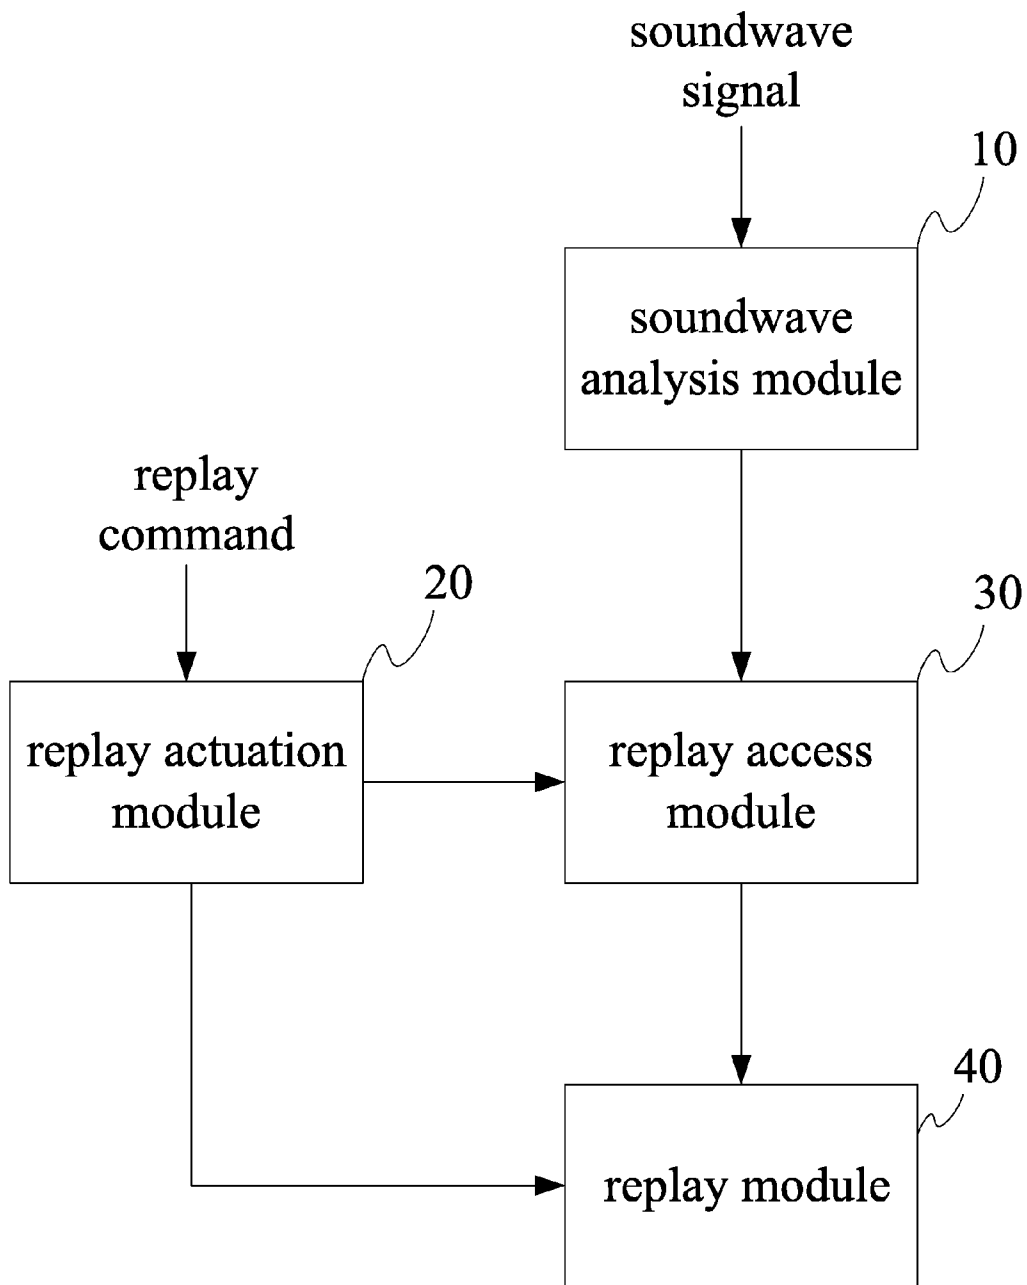 soundwave
signal
10
soundwave
analysis module
replay
command
20
30
replay actuation
module
replay access
module
40
replay module